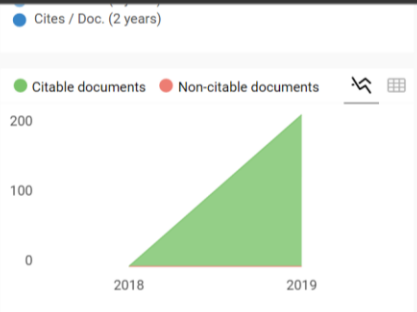 Cites / Doc. (2 years)
Citable documents Non-citable documents
200
100
0
2018 2019